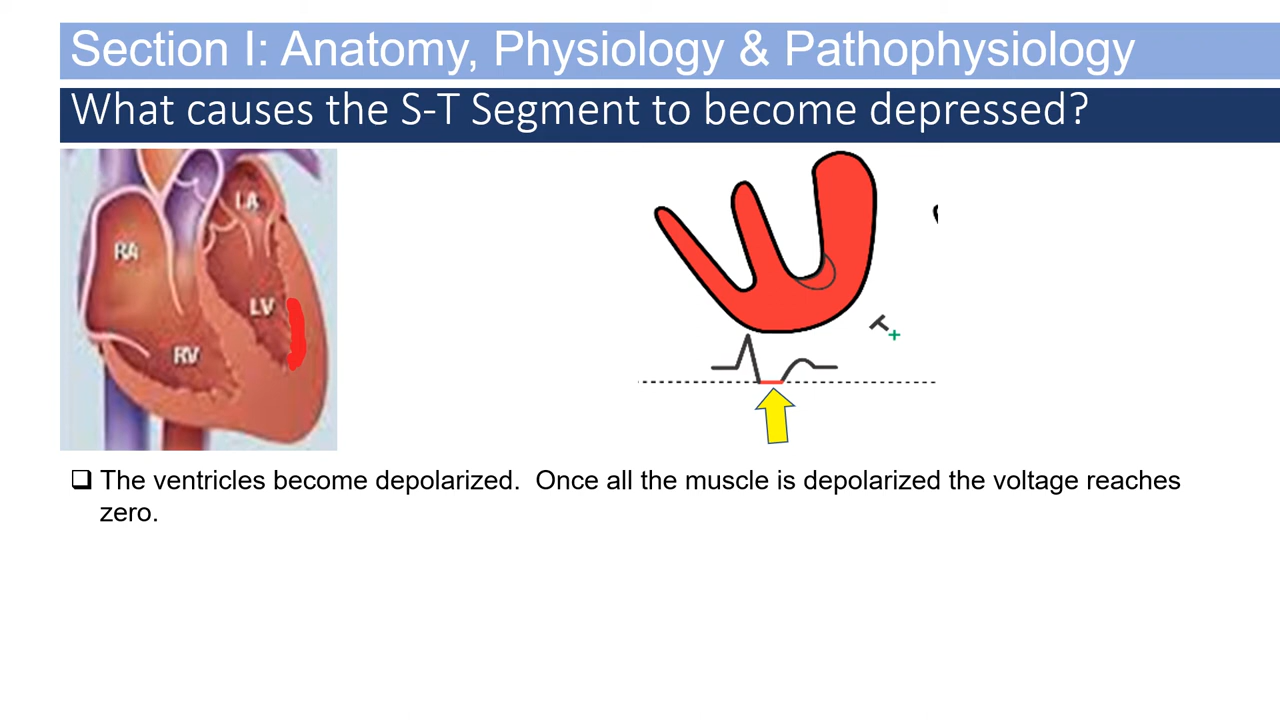 Section I: Anatomy, Physiology & Pathophysiology
What causes the S-T Segment to become depressed?
LA
RA
LV
RV
+
❑ The ventricles become depolarized. Once all the muscle is depolarized the voltage reaches
zero.